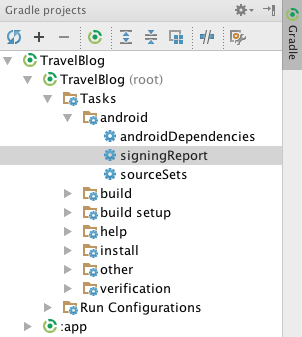 Gradle projects
Gradle
TravelBlog
TravelBlog (root)
Tasks
android
androidDependencies
signingReport
sourceSets
build
build setup
help
install
other
verification
Run Configurations
:app